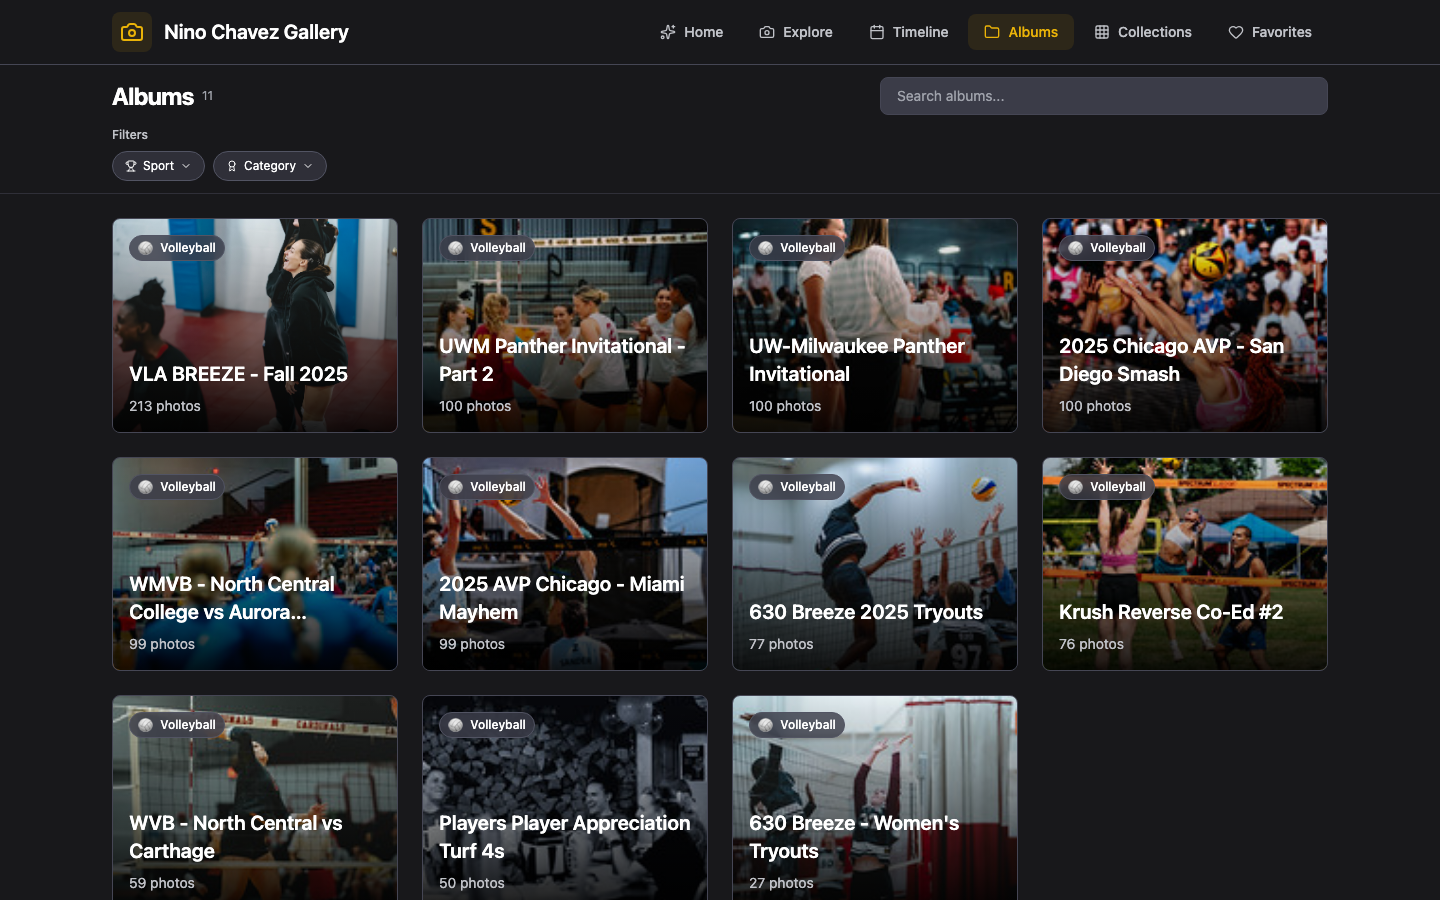 Nino Chavez Gallery
Home
Explore
Timeline
Albums
Collections
Favorites
Albums 11
Search albums...
Filters
Sport
Category
Volleyball
VLA BREEZE - Fall 2025
213 photos
Volleyball
UWM Panther Invitational -
Part 2
100 photos
Volleyball
UW-Milwaukee Panther
Invitational
100 photos
Volleyball
2025 Chicago AVP - San
Diego Smash
100 photos
Volleyball
WMVB - North Central
College vs Aurora...
99 photos
Volleyball
2025 AVP Chicago - Miami
Mayhem
99 photos
Volleyball
630 Breeze 2025 Tryouts
77 photos
97
Volleyball
Krush Reverse Co-Ed #2
76 photos
Volleyball
WVB - North Central vs
Carthage
59 photos
Volleyball
Players Player Appreciation
Turf 4s
50 photos
Volleyball
630 Breeze - Women's
Tryouts
27 photos